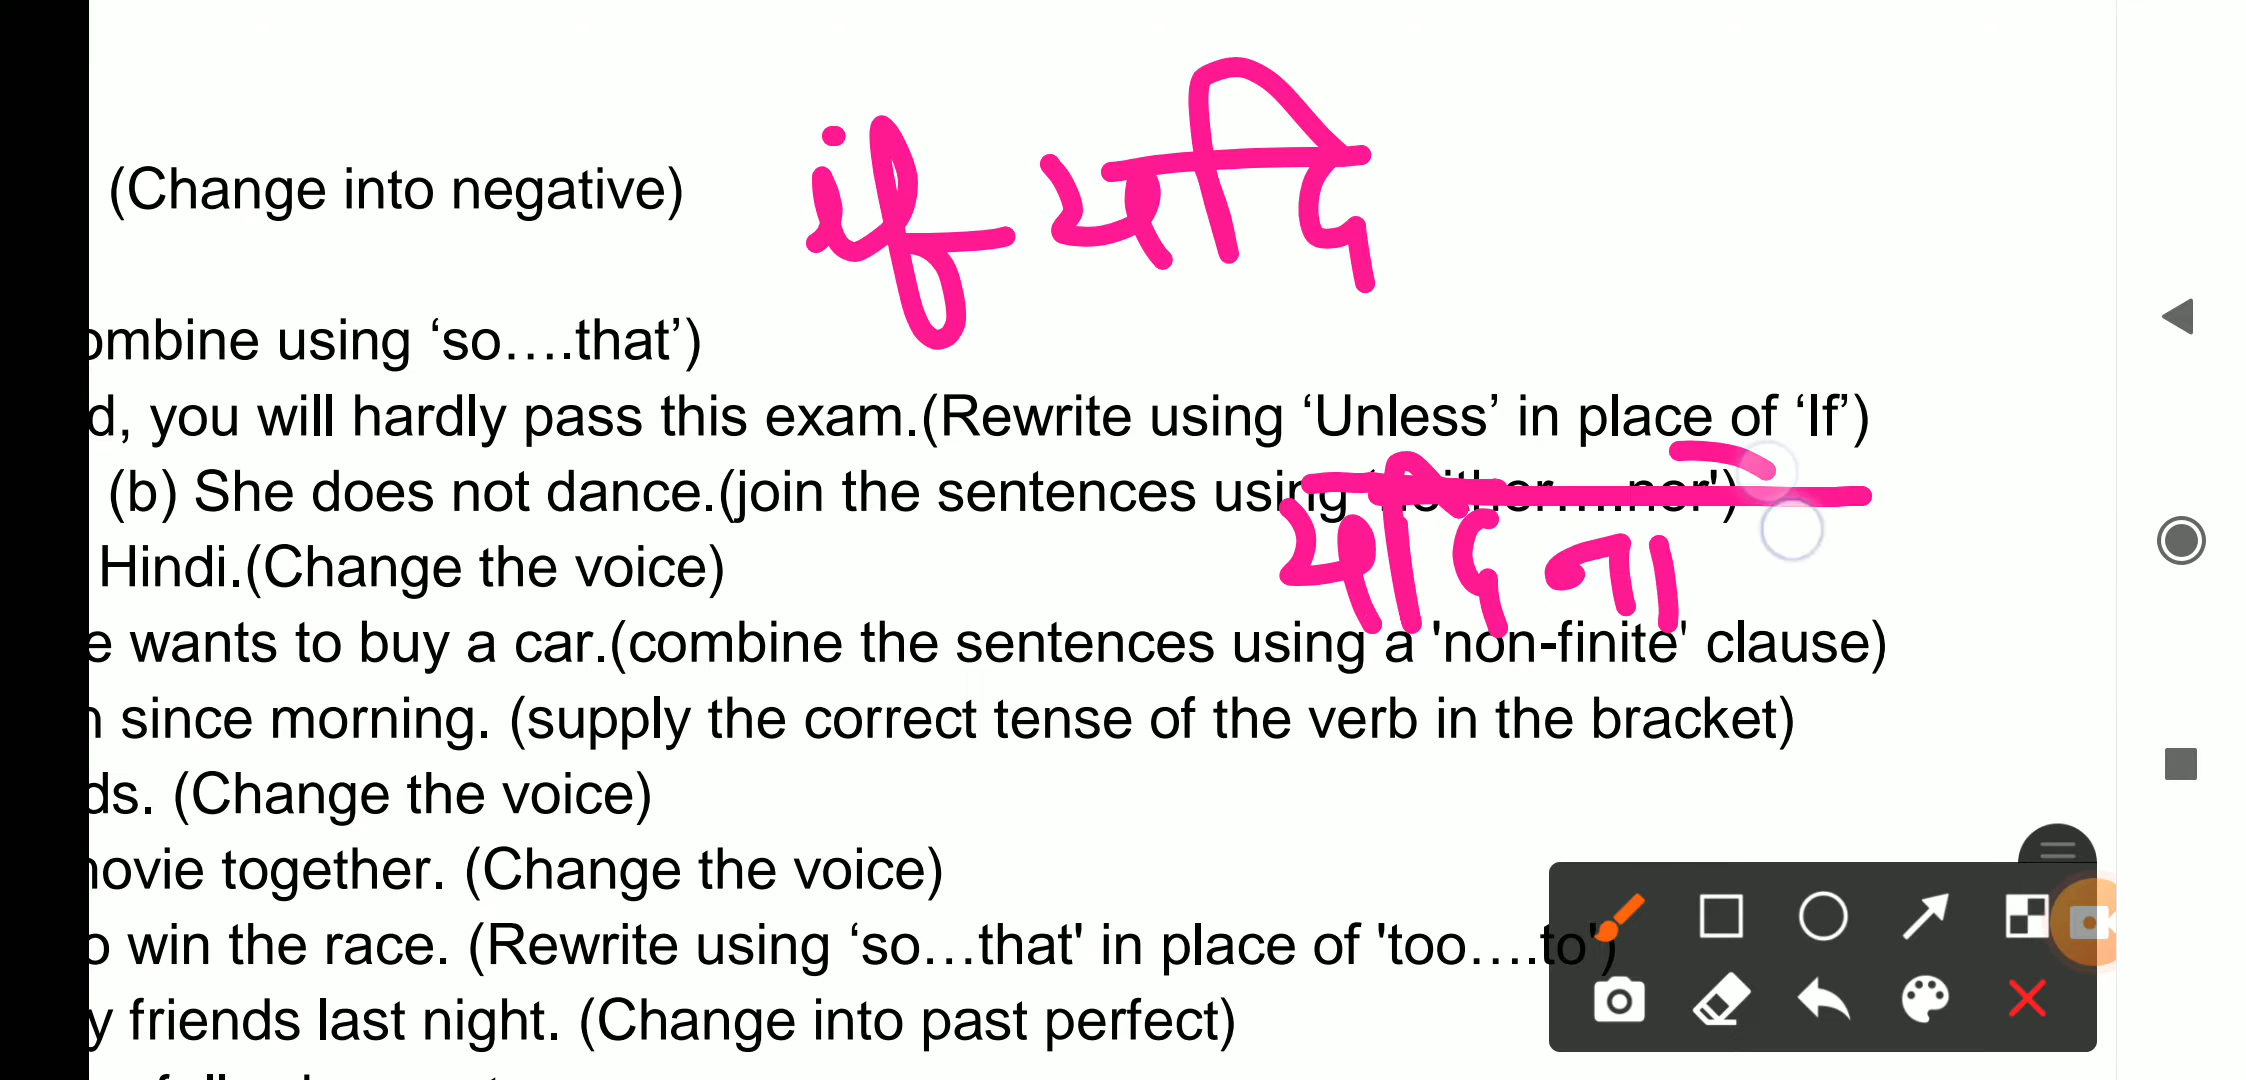 if यदि
(Change into negative)
ombine using ‘so….that’)
d, you will hardly pass this exam.(Rewrite using ‘Unless’ in place of ‘If’)
(b) She does not dance.(join the sentences using 'neither.....nor')
यदि ना
Hindi.(Change the voice)
e wants to buy a car.(combine the sentences using a 'non-finite' clause)
n since morning. (supply the correct tense of the verb in the bracket)
ds. (Change the voice)
movie together. (Change the voice)
o win the race. (Rewrite using ‘so…that' in place of 'too….to')
y friends last night. (Change into past perfect)